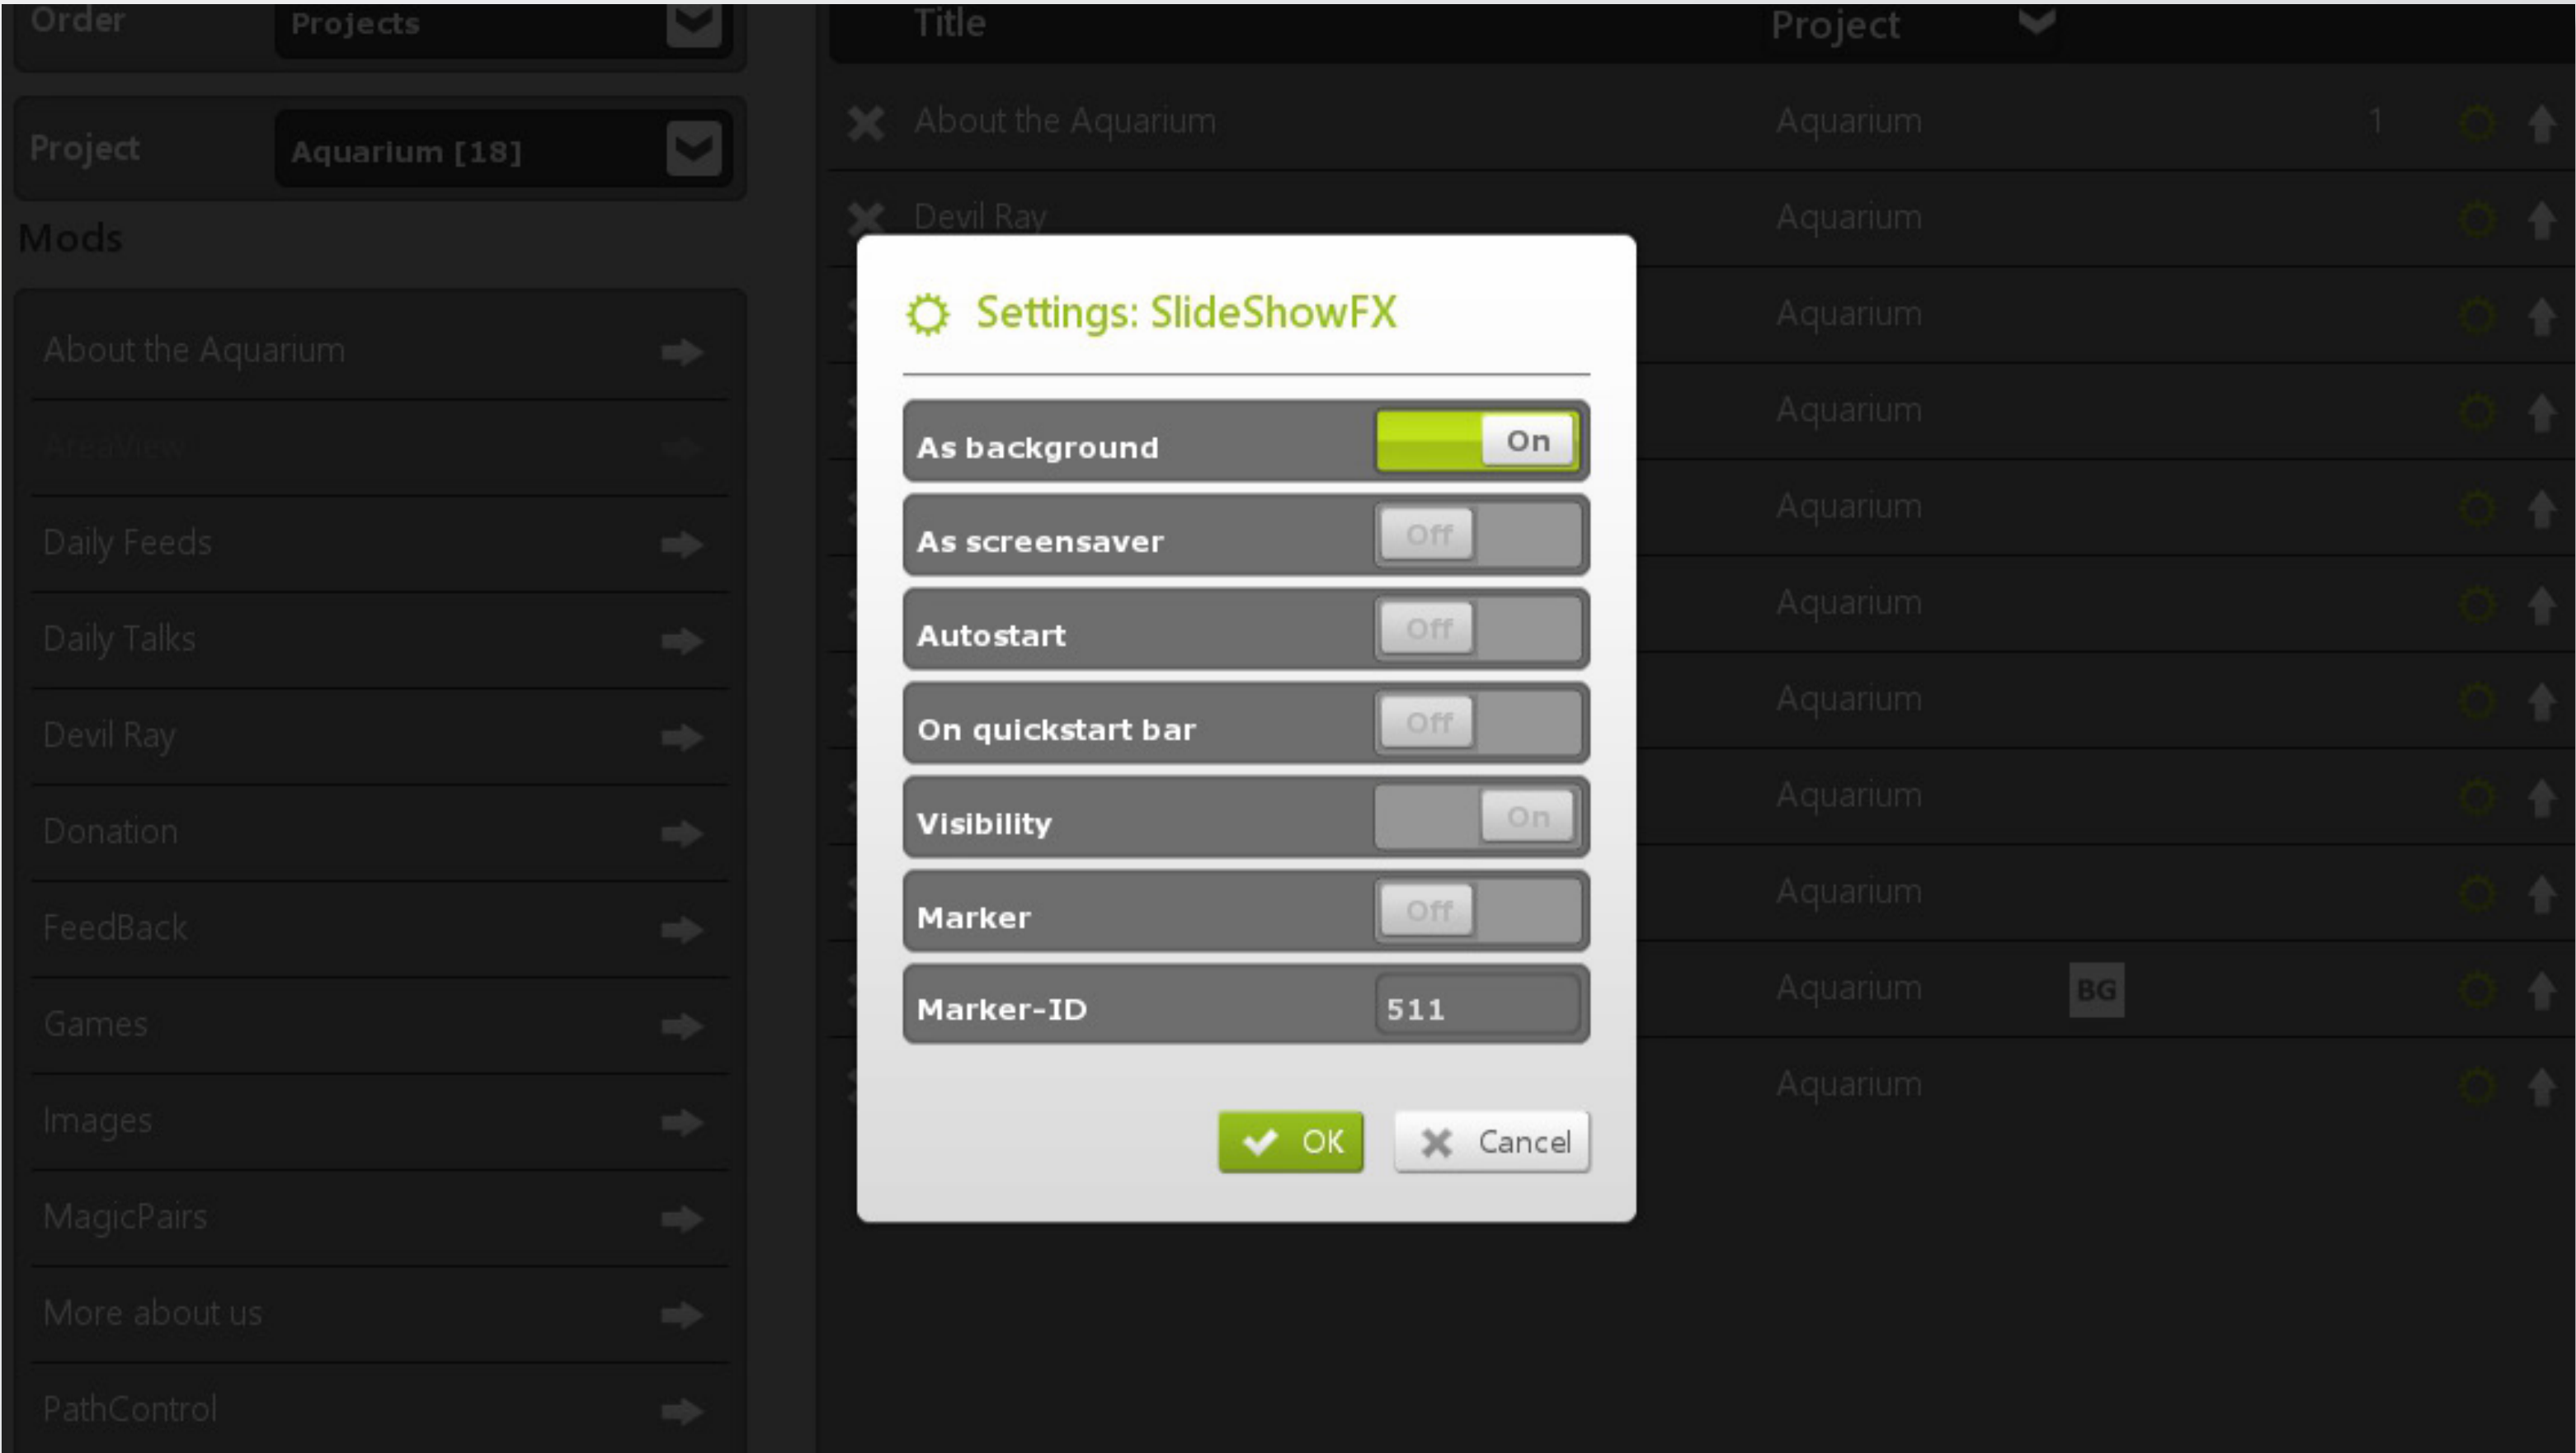 Order
Projects
Project
Aquarium [18]
Mods
About the Aquarium
AreaView
Daily Feeds
Daily Talks
Devil Ray
Donation
FeedBack
Games
Images
MagicPairs
More about us
PathControl
Title Project
About the Aquarium Aquarium 1
Devil Ray Aquarium
Aquarium
Aquarium
Aquarium
Aquarium
Aquarium
Aquarium
Aquarium
Aquarium BG
Aquarium
Settings: SlideShowFX
As background On
As screensaver Off
Autostart Off
On quickstart bar Off
Visibility On
Marker Off
Marker-ID 511
OK Cancel